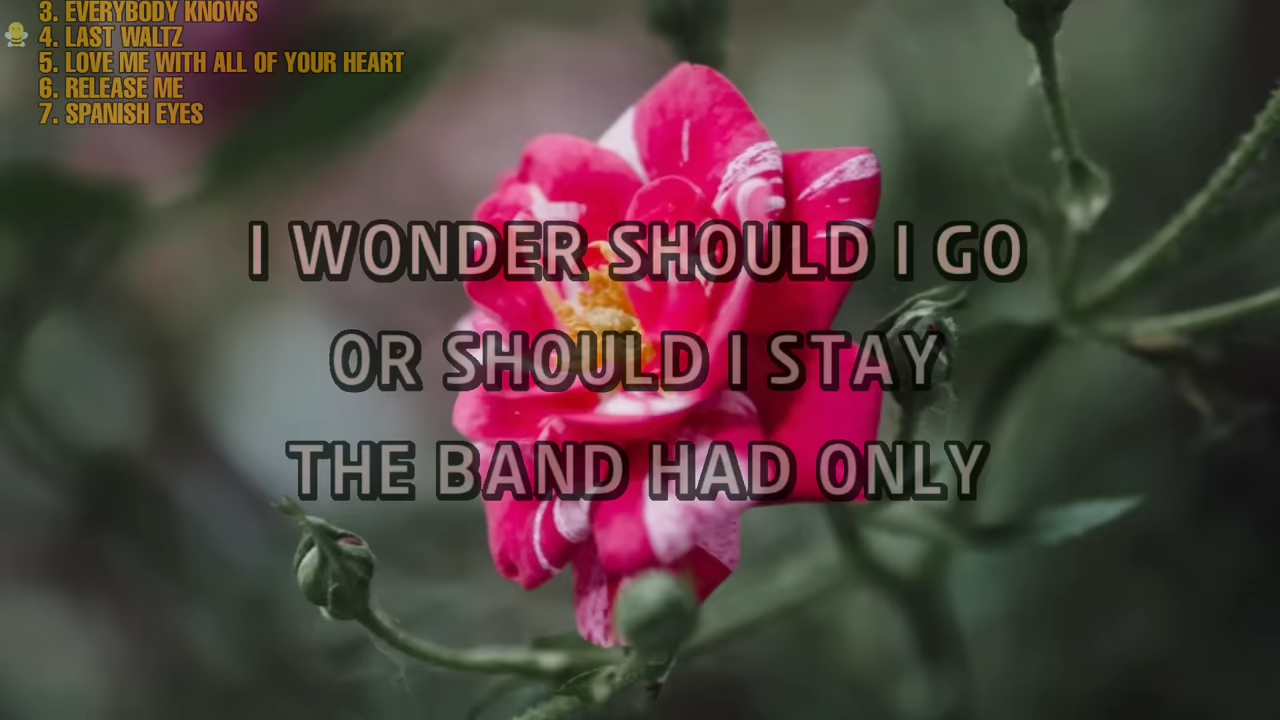 3. EVERYBODY KNOWS
4. LAST WALTZ
5. LOVE ME WITH ALL OF YOUR HEART
6. RELEASE ME
7. SPANISH EYES
I WONDER SHOULD I GO
OR SHOULD I STAY
THE BAND HAD ONLY